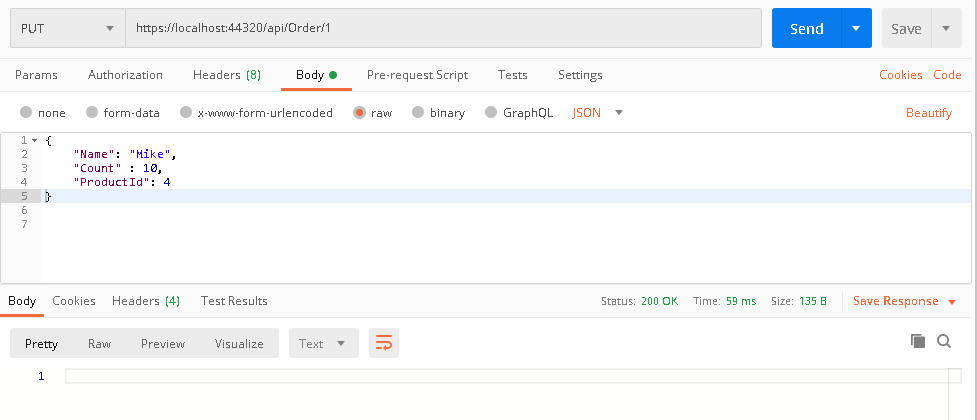 PUT https://localhost:44320/api/Order/1 Send Save
Params Authorization Headers (8) Body Pre-request Script Tests Settings Cookies Code
none form-data x-www-form-urlencoded raw binary GraphQL JSON Beautify
1 {
2 "Name": "Mike",
3 "Count" : 10,
4 "ProductId": 4
5 }
6
7
Body Cookies Headers (4) Test Results Status: 200 OK Time: 59 ms Size: 135 B Save Response
Pretty Raw Preview Visualize Text
1